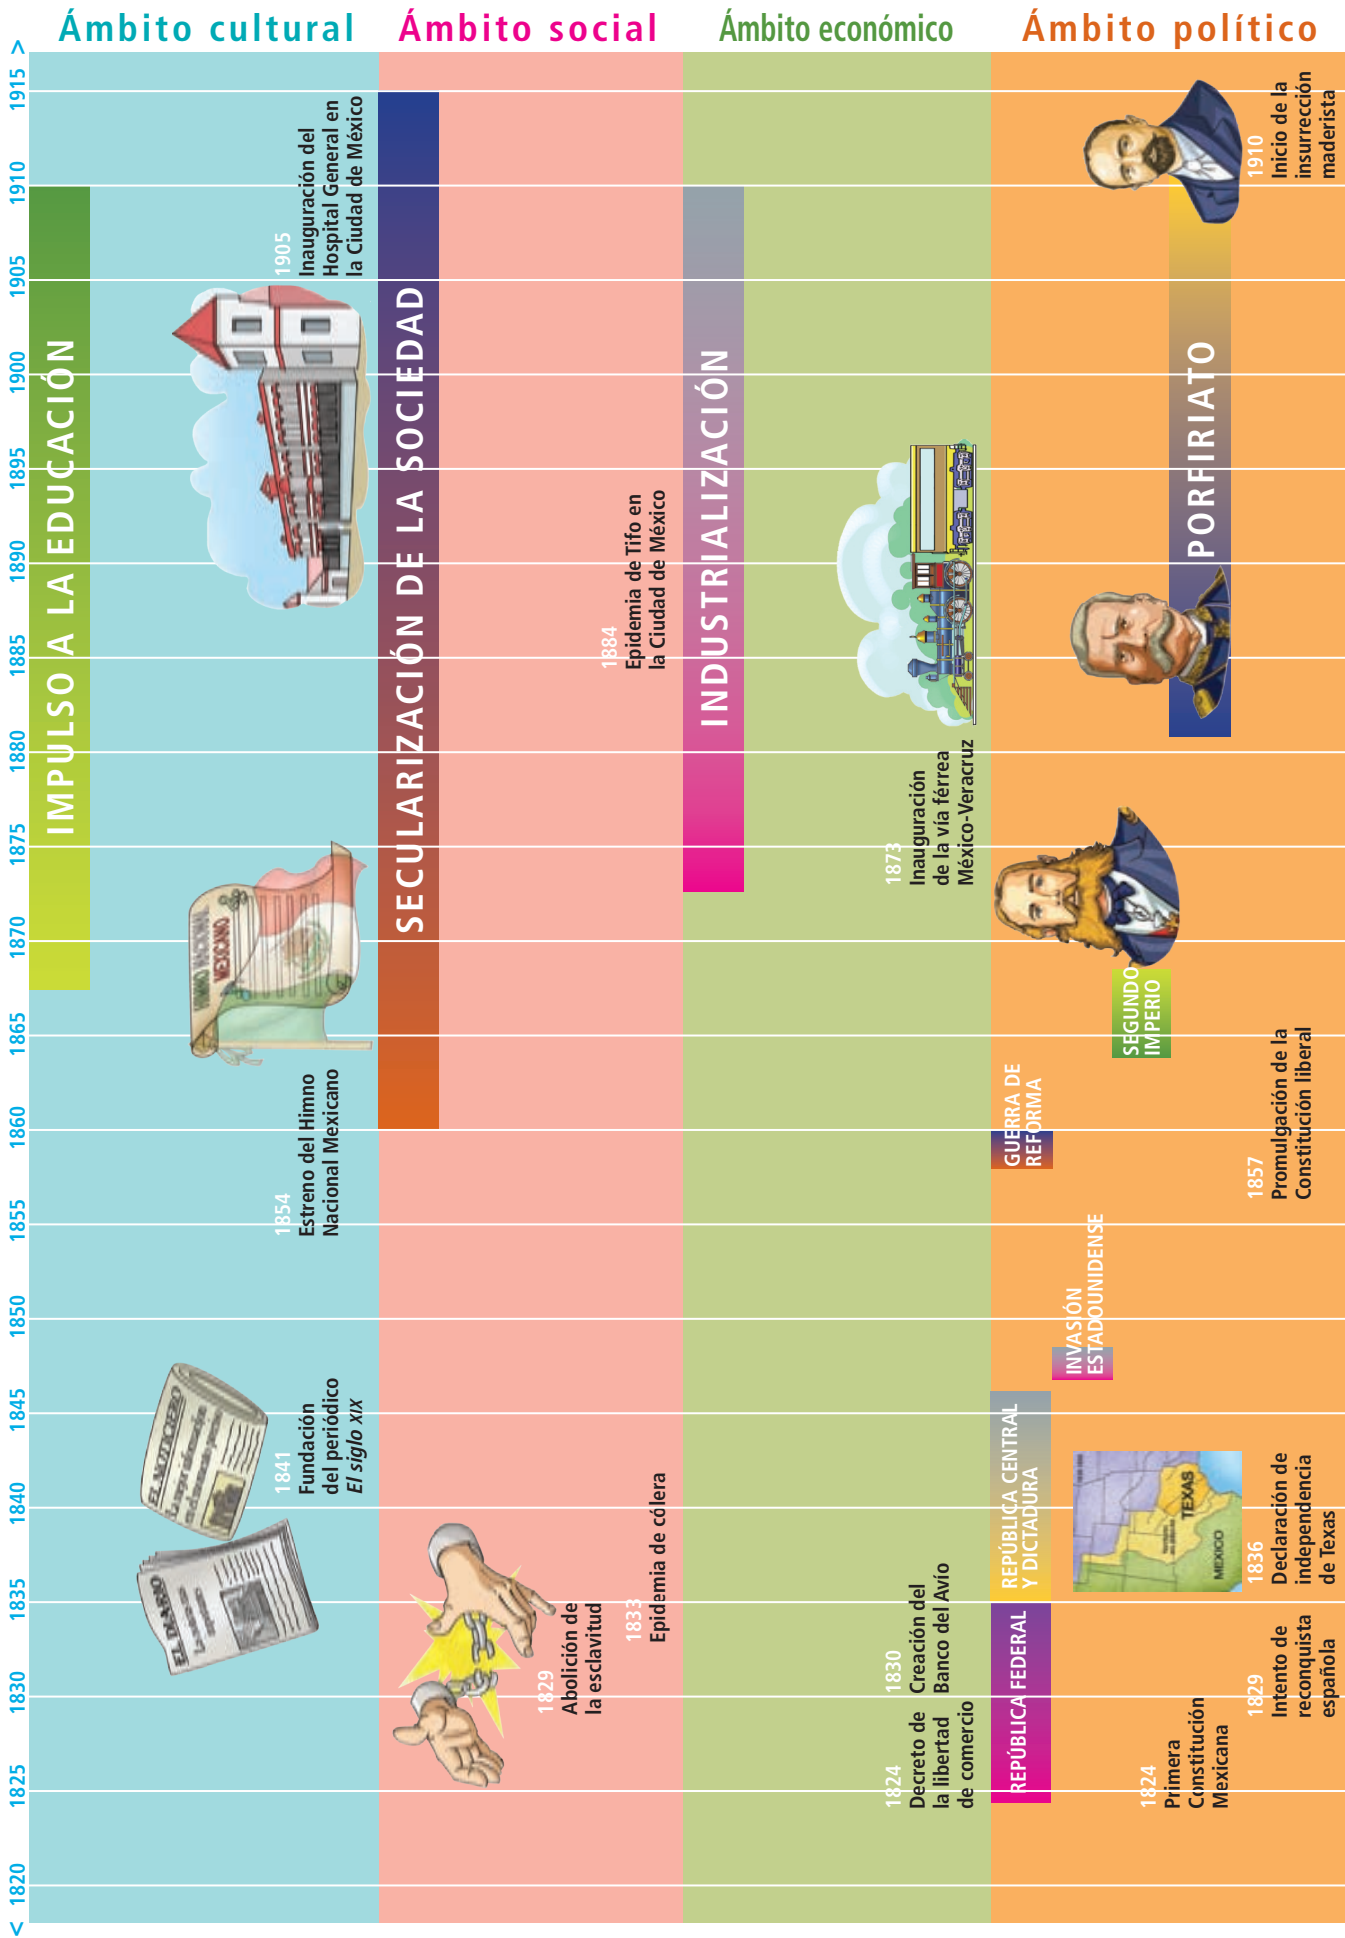 Ámbito cultural
Ámbito social
Ámbito económico
Ámbito político
< 1820
1825
1830
1835
1840
1845
1850
1855
1860
1865
1870
1875
1880
1885
1890
1895
1900
1905
1910
1915 >
IMPULSO A LA EDUCACIÓN
EL DIARIO
EL NOTICIERO
1841
Fundación
del periódico
El siglo XIX
1854
Estreno del Himno
Nacional Mexicano
HIMNO NACIONAL
MEXICANO
1905
Inauguración del
Hospital General en
la Ciudad de México
SECULARIZACIÓN DE LA SOCIEDAD
1829
Abolición de
la esclavitud
1833
Epidemia de cólera
1884
Epidemia de Tifo en
la Ciudad de México
INDUSTRIALIZACIÓN
1824
Decreto de
la libertad
de comercio
1830
Creación del
Banco del Avío
1873
Inauguración
de la vía férrea
México-Veracruz
REPÚBLICA FEDERAL
REPÚBLICA CENTRAL
Y DICTADURA
INVASIÓN
ESTADOUNIDENSE
GUERRA DE
REFORMA
SEGUNDO
IMPERIO
PORFIRIATO
1824
Primera
Constitución
Mexicana
1829
Intento de
reconquista
española
TEXAS
MEXICO
1836
Declaración de
independencia
de Texas
1857
Promulgación de la
Constitución liberal
1910
Inicio de la
insurrección
maderista